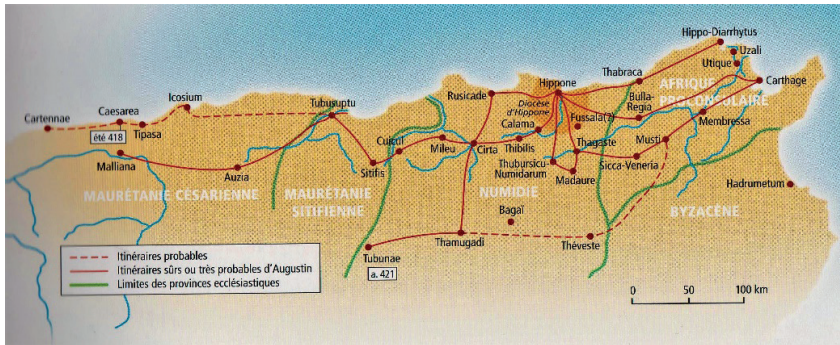 Hippo-Diarrhytus
Uzali
Utique
Carthage
Thabraca
AFRIQUE
PROCONSULAIRE
Hippone
Diocèse
d'Hippone
Bulla-
Regia
Membressa
Fussala(?)
Rusicade
Calama
Thagaste
Musti
Icosium
Tubusuptu
Caesarea
Cartennae
été 418
Tipasa
Cuicul
Mileu
Cirta
Thibilis
Thubursicu
Numidarum
Madaure
Sicca-Veneria
Malliana
Auzia
Sitifis
Hadrumetum
MAURÉTANIE CÉSARIENNE
MAURÉTANIE
SITIFIENNE
NUMIDIE
BYZACÈNE
Bagaï
Thamugadi
Théveste
Tubunae
a. 421
Itinéraires probables
Itinéraires sûrs ou très probables d'Augustin
Limites des provinces ecclésiastiques
0 50 100 km